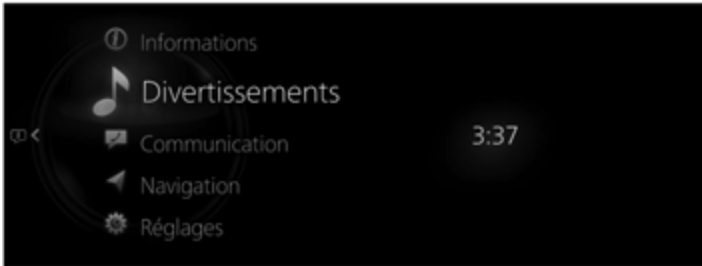 Informations
Divertissements
Communication
3:37
Navigation
Réglages